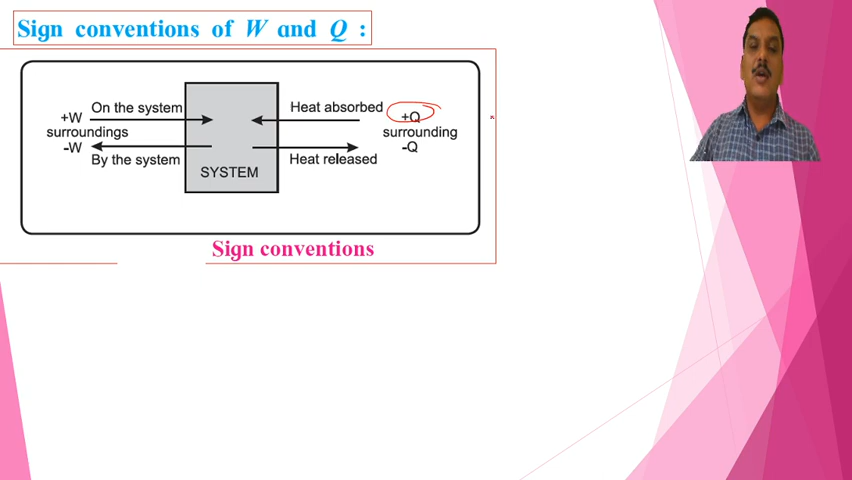 Sign conventions of W and Q :
On the system
+W
surroundings
-W
By the system
SYSTEM
Heat absorbed
+Q
surrounding
-Q
Heat released
Sign conventions